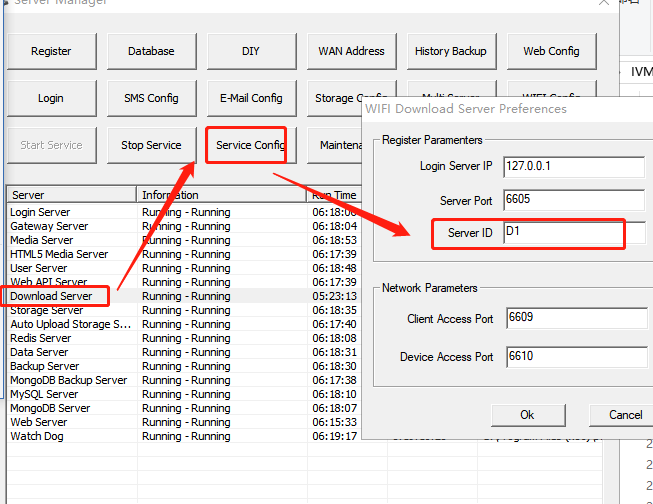 Server Manager
Register Database DIY WAN Address History Backup Web Config
IVM
Login SMS Config E-Mail Config Storage Config Multi Server WIFI Config
Start Service Stop Service Service Config
WIFI Download Server Preferences
Register Paramenters
Login Server IP 127.0.0.1
Server Port 6605
Server ID D1
Network Parameters
Client Access Port 6609
Device Access Port 6610
Ok Cancel
Server Information Run Time
Login Server Running - Running 06:18:06
Gateway Server Running - Running 06:18:04
Media Server Running - Running 06:18:53
HTML5 Media Server Running - Running 06:17:39
User Server Running - Running 06:18:48
Web API Server Running - Running 06:17:39
Download Server Running - Running 05:23:13
Storage Server Running - Running 06:18:35
Auto Upload Storage S... Running - Running 06:17:40
Redis Server Running - Running 06:18:08
Data Server Running - Running 06:18:31
Backup Server Running - Running 06:18:30
MongoDB Backup Server Running - Running 06:17:38
MySQL Server Running - Running 06:18:10
MongoDB Server Running - Running 06:18:07
Web Server Running - Running 06:15:33
Watch Dog Running - Running 06:19:17